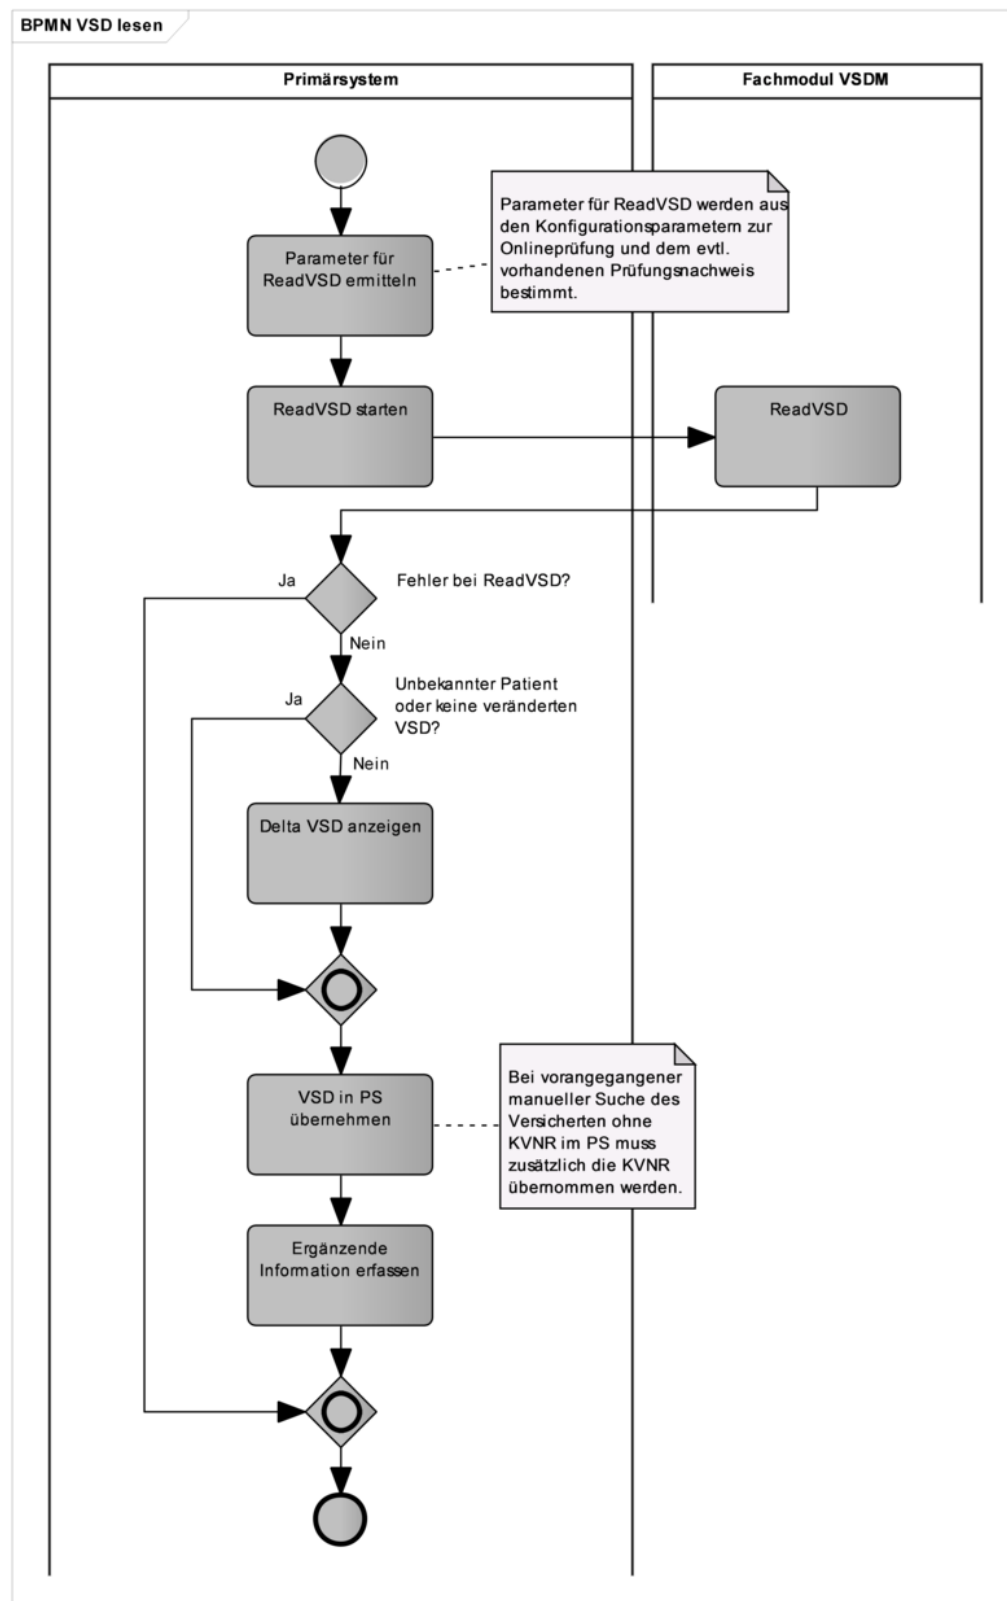 BPMN VSD lesen
Primärsystem
Fachmodul VSDM
Parameter für
ReadVSD ermitteln
Parameter für ReadVSD werden aus
den Konfigurationsparametern zur
Onlineprüfung und dem evtl.
vorhandenen Prüfungsnachweis
bestimmt.
ReadVSD starten
ReadVSD
Ja
Fehler bei ReadVSD?
Nein
Ja
Unbekannter Patient
oder keine veränderten
VSD?
Nein
Delta VSD anzeigen
VSD in PS
übernehmen
Bei vorangegangener
manueller Suche des
Versicherten ohne
KVNR im PS muss
zusätzlich die KVNR
übernommen werden.
Ergänzende
Information erfassen